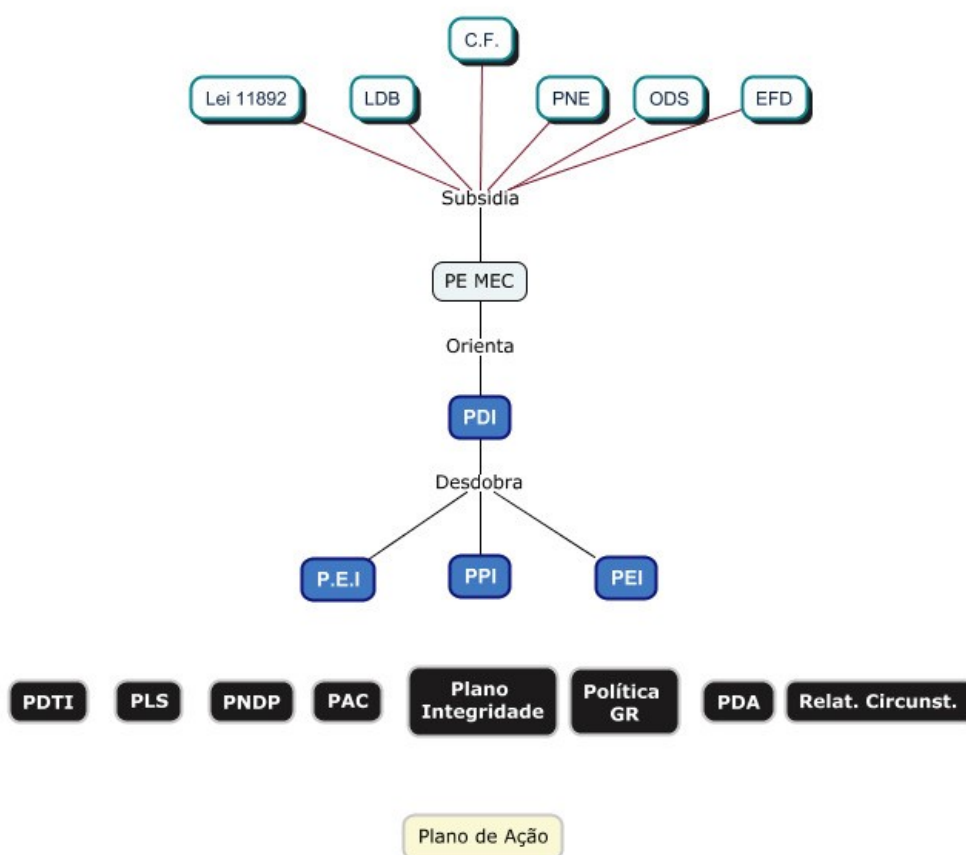 C.F.
Lei 11892
LDB
PNE
ODS
EFD
Subsidia
PE MEC
Orienta
PDI
Desdobra
P.E.I
PPI
PEI
PDTI
PLS
PNDP
PAC
Plano
Integridade
Política
GR
PDA
Relat. Circunst.
Plano de Ação